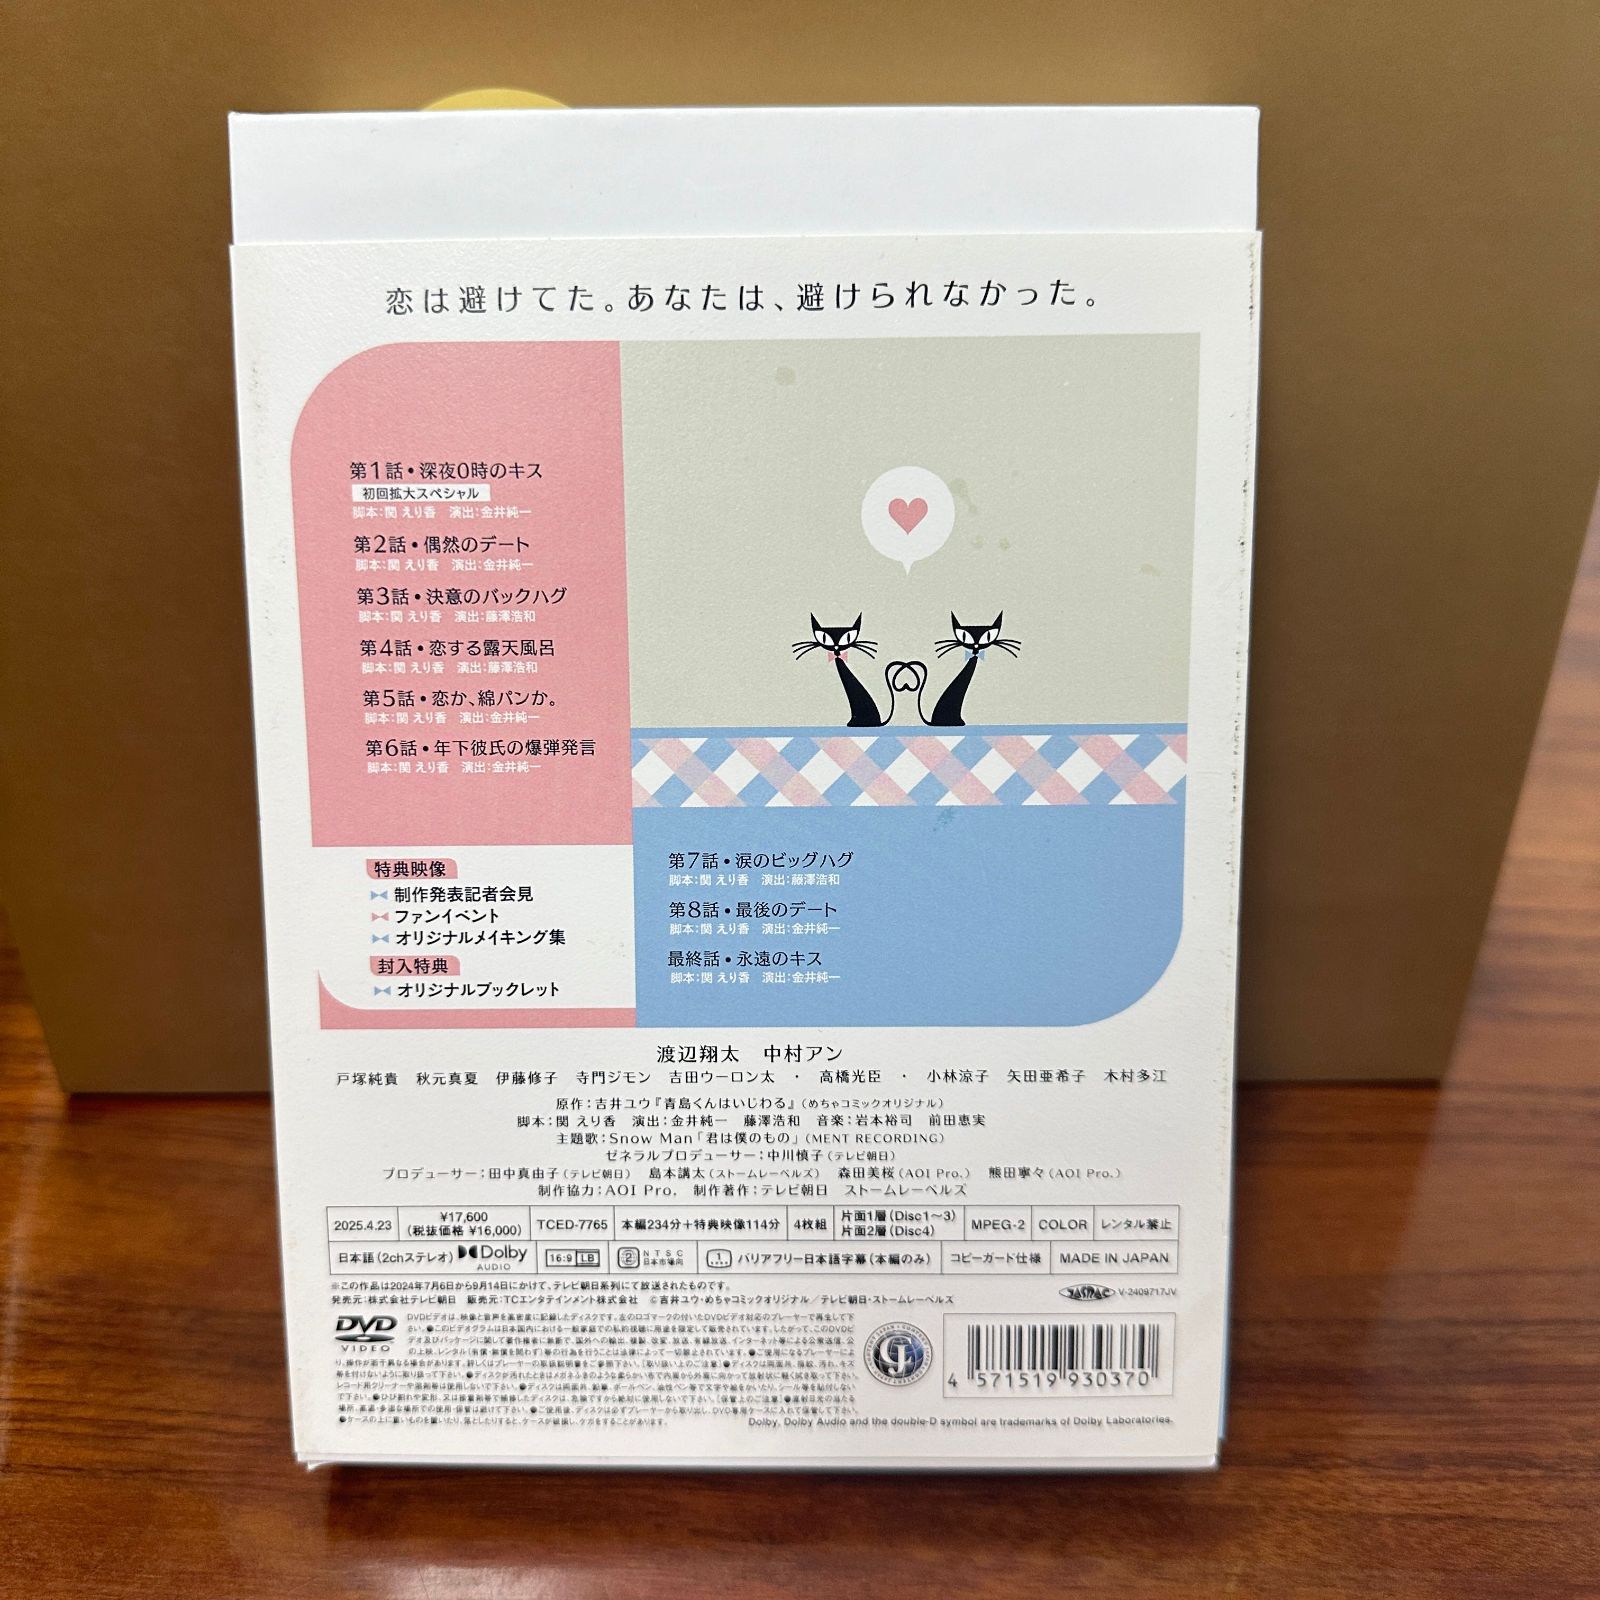 恋は避けてた。あなたは、避けられなかった。
第1話・深夜0時のキス
初回拡大スペシャル
脚本：関 えり香　演出：金井純一
第2話・偶然のデート
脚本：関 えり香　演出：金井純一
第3話・決意のバックハグ
脚本：関 えり香　演出：藤澤浩和
第4話・恋する露天風呂
脚本：関 えり香　演出：藤澤浩和
第5話・恋か、綿パンか。
脚本：関 えり香　演出：金井純一
第6話・年下彼氏の爆弾発言
脚本：関 えり香　演出：金井純一
特典映像
制作発表記者会見
ファンイベント
オリジナルメイキング集
封入特典
オリジナルブックレット
第7話・涙のビッグハグ
脚本：関 えり香　演出：藤澤浩和
第8話・最後のデート
脚本：関 えり香　演出：金井純一
最終話・永遠のキス
脚本：関 えり香　演出：金井純一
渡辺翔太　中村アン
戸塚純貴　秋元真夏　伊藤修子　寺門ジモン　吉田ウーロン太　・　高橋光臣　・　小林涼子　矢田亜希子　木村多江
原作：吉井ユウ『青島くんはいじわる』（めちゃコミックオリジナル）
脚本：関 えり香　演出：金井純一　藤澤浩和　音楽：岩本裕司　前田恵実
主題歌：Snow Man「君は僕のもの」（MENT RECORDING）
ゼネラルプロデューサー：中川慎子（テレビ朝日）
プロデューサー：田中真由子（テレビ朝日）　島本講太（ストームレーベルズ）　森田美桜（AOI Pro.）　熊田寧々（AOI Pro.）
制作協力：AOI Pro.　制作著作：テレビ朝日　ストームレーベルズ
2025.4.23　¥17,600（税抜価格 ¥16,000）　TCED-7765　本編234分＋特典映像114分　4枚組　片面1層（Disc1〜3）片面2層（Disc4）　MPEG-2　COLOR　レンタル禁止
日本語（2chステレオ）　Dolby AUDIO　16:9 LB　2 NTSC 日本市場向　1 バリアフリー日本語字幕（本編のみ）　コピーガード仕様　MADE IN JAPAN
※この作品は2024年7月6日から9月14日にかけて、テレビ朝日系列にて放送されたものです。
発売元：株式会社テレビ朝日　販売元：TCエンタテインメント株式会社　©吉井ユウ・めちゃコミックオリジナル／テレビ朝日・ストームレーベルズ
JASRAC V-2409717JV
DVD VIDEO
4 571519 930370
Dolby, Dolby Audio and the double-D symbol are trademarks of Dolby Laboratories.